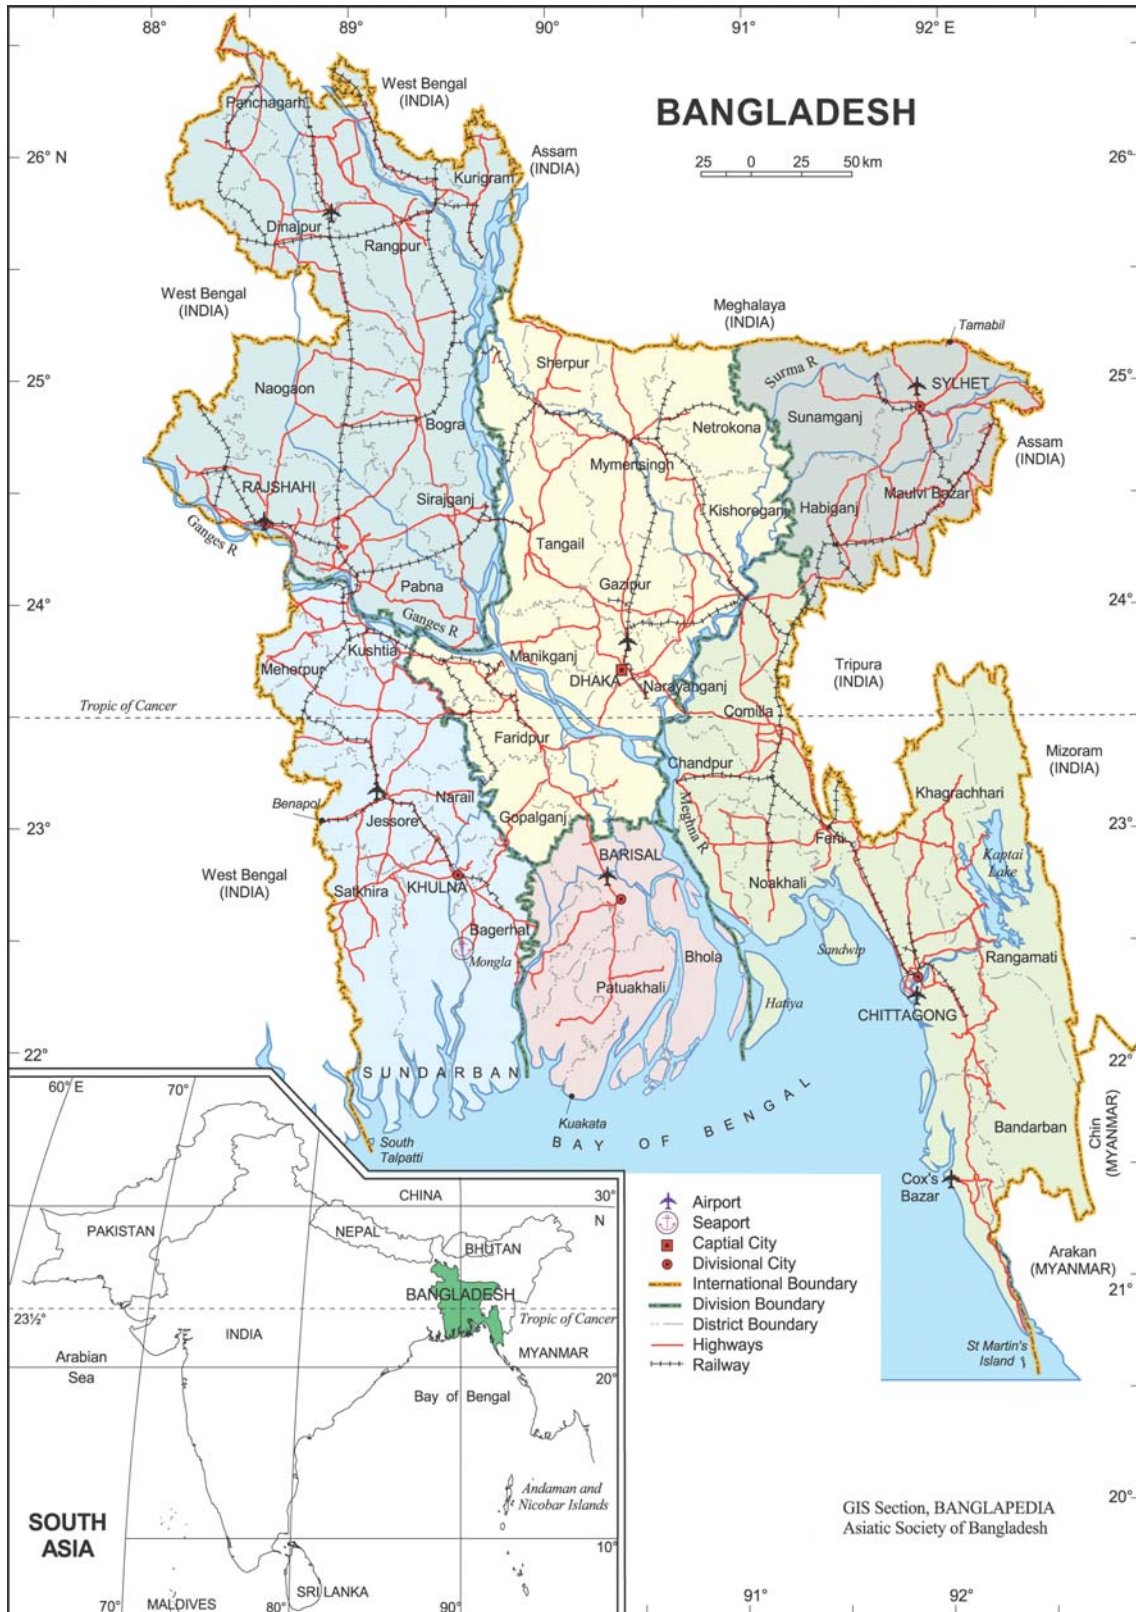 88°
89°
90°
91°
92° E
BANGLADESH
25 0 25 50 km
26° N
26°
25°
25°
24°
24°
23°
23°
22°
22°
21°
20°
91°
92°
West Bengal
(INDIA)
Assam
(INDIA)
West Bengal
(INDIA)
Meghalaya
(INDIA)
Tamabil
Assam
(INDIA)
Tripura
(INDIA)
Mizoram
(INDIA)
West Bengal
(INDIA)
Chin
(MYANMAR)
Arakan
(MYANMAR)
Panchagarh
Kurigram
Dinajpur
Rangpur
Naogaon
Bogra
RAJSHAHI
Sirajganj
Pabna
Ganges R
Ganges R
Sherpur
Netrokona
Mymensingh
Kishoreganj
Tangail
Gazipur
Manikganj
DHAKA
Narayanganj
Faridpur
Gopalganj
Surma R
SYLHET
Sunamganj
Maulvi Bazar
Habiganj
Kushtia
Meherpur
Tropic of Cancer
Benapol
Jessore
Narail
Satkhira
KHULNA
Bagerhat
Mongla
SUNDARBAN
South
Talpatti
BARISAL
Bhola
Patuakhali
Kuakata
BAY OF BENGAL
Comilla
Chandpur
Meghna R
Feni
Noakhali
Sandwip
Hatiya
Khagrachhari
Kaptai
Lake
Rangamati
CHITTAGONG
Bandarban
Cox's
Bazar
St Martin's
Island
Airport
Seaport
Captial City
Divisional City
International Boundary
Division Boundary
District Boundary
Highways
Railway
GIS Section, BANGLAPEDIA
Asiatic Society of Bangladesh
60° E
70°
CHINA
30°
N
PAKISTAN
NEPAL
BHUTAN
BANGLADESH
23½°
Tropic of Cancer
INDIA
MYANMAR
Arabian
Sea
20°
Bay of Bengal
Andaman and
Nicobar Islands
SOUTH
ASIA
10°
SRI LANKA
MALDIVES
70°
80°
90°